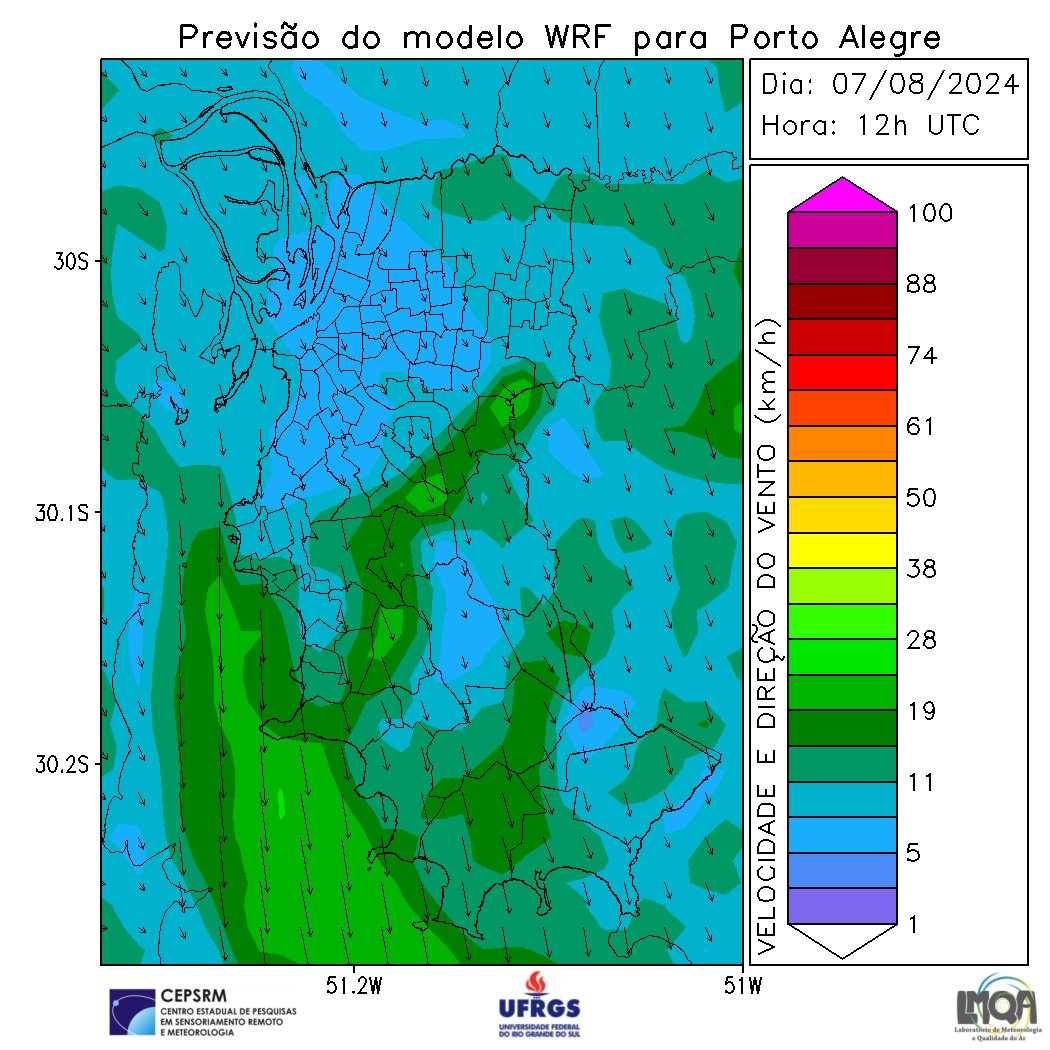 Previsão do modelo WRF para Porto Alegre
Dia: 07/08/2024
Hora: 12h UTC
30S
30.1S
30.2S
51.2W
51W
VELOCIDADE E DIREÇÃO DO VENTO (km/h)
100
88
74
61
50
38
28
19
11
5
1
CEPSRM
CENTRO ESTADUAL DE PESQUISAS
EM SENSORIAMENTO REMOTO
E METEOROLOGIA
UFRGS
UNIVERSIDADE FEDERAL
DO RIO GRANDE DO SUL
LMQA
Laboratório de Meteorologia
e Qualidade do Ar